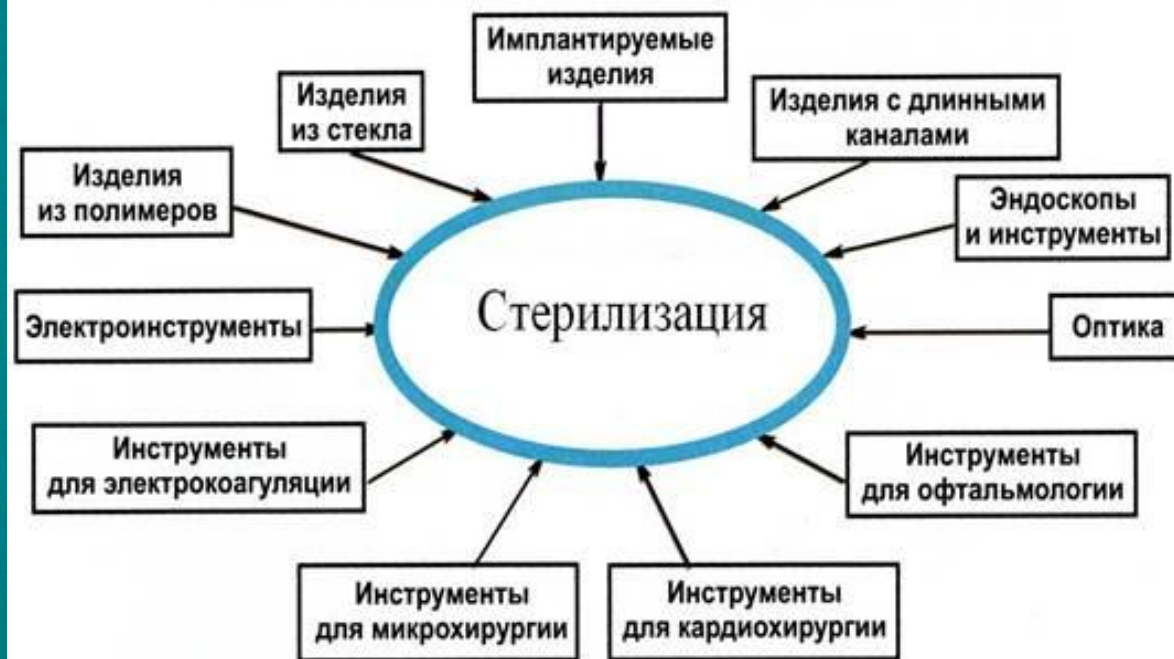 Имплантируемые
изделия
Изделия
из стекла
Изделия с длинными
каналами
Изделия
из полимеров
Эндоскопы
и инструменты
Электроинструменты
Стерилизация
Оптика
Инструменты
для электрокоагуляции
Инструменты
для офтальмологии
Инструменты
для микрохирургии
Инструменты
для кардиохирургии